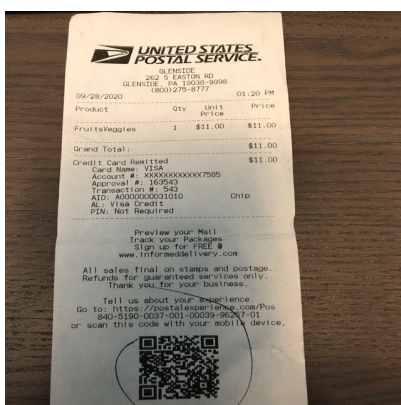 UNITED STATES
POSTAL SERVICE.
GLENSIDE
262 S EASTON RD
GLENSIDE, PA 19038-9998
(800)275-8777
09/28/2020 01:20 PM
Product Qty Unit Price
Price
FruitsVeggies 1 $11.00 $11.00
Grand Total: $11.00
Credit Card Remitted $11.00
Card Name: VISA
Account #: XXXXXXXXXXXX7585
Approval #: 163543
Transaction #: 543
AID: A0000000031010 Chip
AL: Visa Credit
PIN: Not Required
Preview your Mail
Track your Packages
Sign up for FREE @
www.informeddelivery.com
All sales final on stamps and postage.
Refunds for guaranteed services only.
Thank you for your business.
Tell us about your experience.
Go to: https://postalexperience.com/Pos
840-5190-0037-001-00039-96267-01
or scan this code with your mobile device,